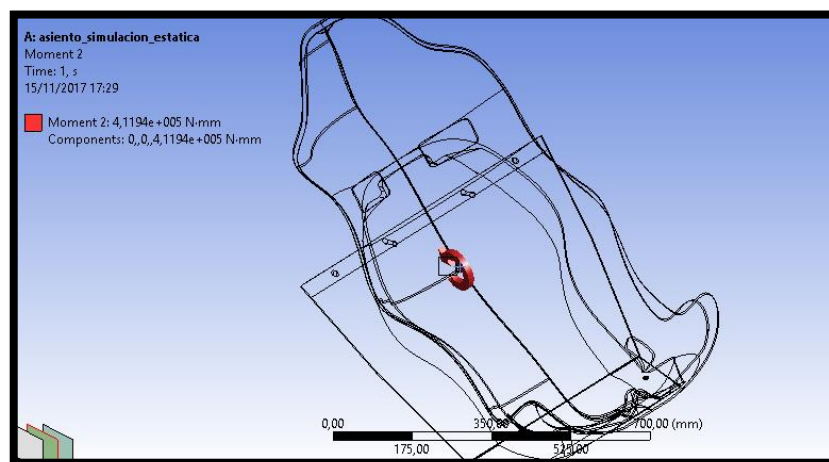 A: asiento_simulacion_estatica
Moment 2
Time: 1, s
15/11/2017 17:29
Moment 2: 4,1194e+005 N·mm
Components: 0,,0,,4,1194e+005 N·mm
0,00 350,00 700,00 (mm)
175,00 525,00